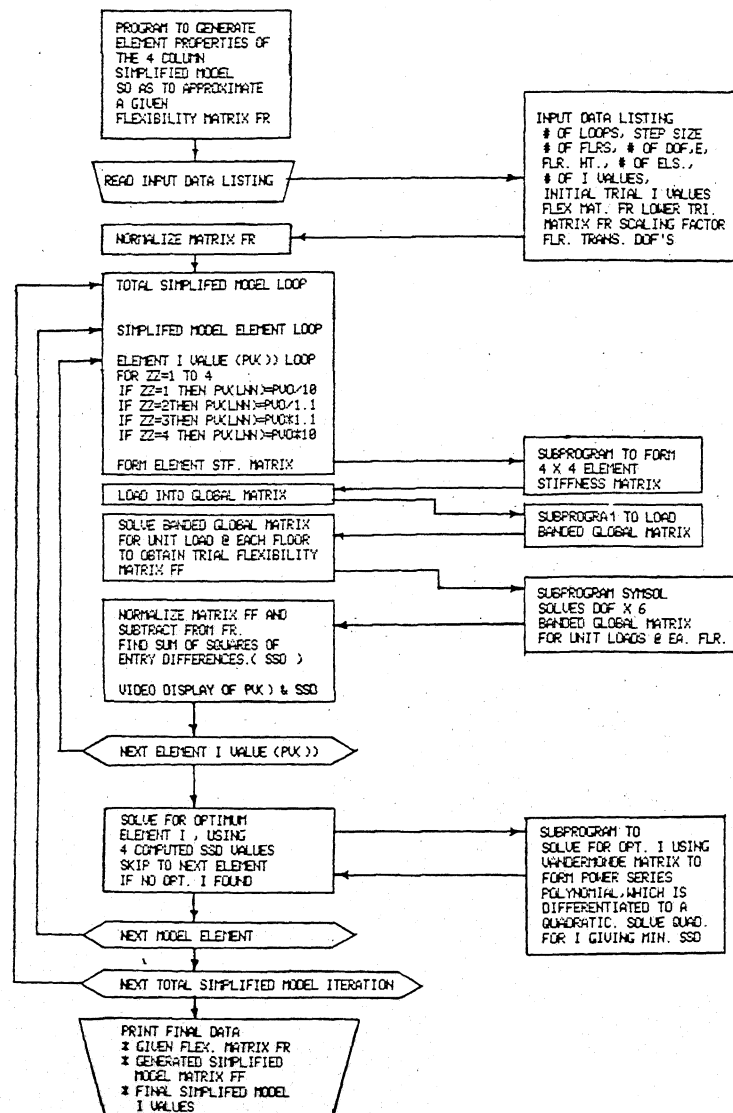 PROGRAM TO GENERATE
ELEMENT PROPERTIES OF
THE 4 COLUMN
SIMPLIFIED MODEL
SO AS TO APPROXIMATE
A GIVEN
FLEXIBILITY MATRIX FR
READ INPUT DATA LISTING
INPUT DATA LISTING
# OF LOOPS, STEP SIZE
# OF FLRS, # OF DOF,E,
FLR. HT., # OF ELS.,
# OF I VALUES,
INITIAL TRIAL I VALUES
FLEX MAT. FR LOWER TRI.
MATRIX FR SCALING FACTOR
FLR. TRANS. DOF'S
NORMALIZE MATRIX FR
TOTAL SIMPLIFED MODEL LOOP
SIMPLIFED MODEL ELEMENT LOOP
ELEMENT I VALUE (PV()) LOOP
FOR ZZ=1 TO 4
IF ZZ=1 THEN PV(LNN)=PVO/10
IF ZZ=2THEN PV(LNN)=PVO/1.1
IF ZZ=3THEN PV(LNN)=PVO*1.1
IF ZZ=4 THEN PV(LNN)=PVO*10
FORM ELEMENT STF. MATRIX
SUBPROGRAM TO FORM
4 X 4 ELEMENT
STIFFNESS MATRIX
LOAD INTO GLOBAL MATRIX
SUBPROGRA1 TO LOAD
BANDED GLOBAL MATRIX
SOLVE BANDED GLOBAL MATRIX
FOR UNIT LOAD @ EACH FLOOR
TO OBTAIN TRIAL FLEXIBILITY
MATRIX FF
SUBPROGRAM SYMSOL
SOLVES DOF X 6
BANDED GLOBAL MATRIX
FOR UNIT LOADS @ EA. FLR.
NORMALIZE MATRIX FF AND
SUBTRACT FROM FR.
FIND SUM OF SQUARES OF
ENTRY DIFFERENCES.( SSD )
VIDEO DISPLAY OF PV() & SSD
NEXT ELEMENT I VALUE (PV())
SOLVE FOR OPTIMUM
ELEMENT I , USING
4 COMPUTED SSD VALUES
SKIP TO NEXT ELEMENT
IF NO OPT. I FOUND
SUBPROGRAM TO
SOLVE FOR OPT. I USING
VANDERMONDE MATRIX TO
FORM POWER SERIES
POLYNOMIAL,WHICH IS
DIFFERENTIATED TO A
QUADRATIC. SOLVE QUAD.
FOR I GIVING MIN. SSD
NEXT MODEL ELEMENT
NEXT TOTAL SIMPLIFIED MODEL ITERATION
PRINT FINAL DATA
* GIVEN FLEX. MATRIX FR
* GENERATED SIMPLIFIED
MODEL MATRIX FF
* FINAL SIMPLIFED MODEL
I VALUES